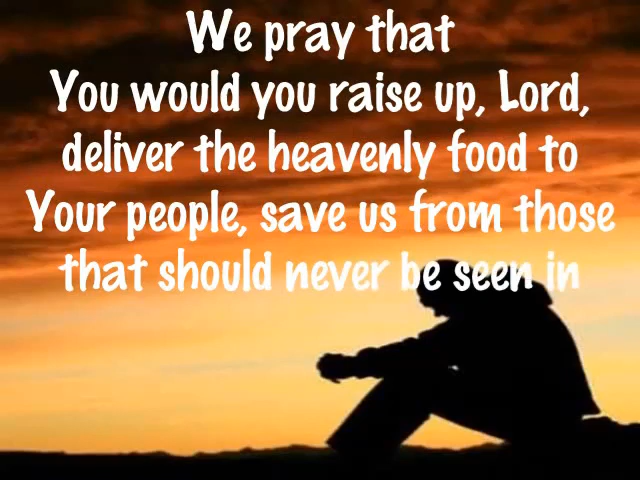 We pray that
You would you raise up, Lord,
deliver the heavenly food to
Your people, save us from those
that should never be seen in